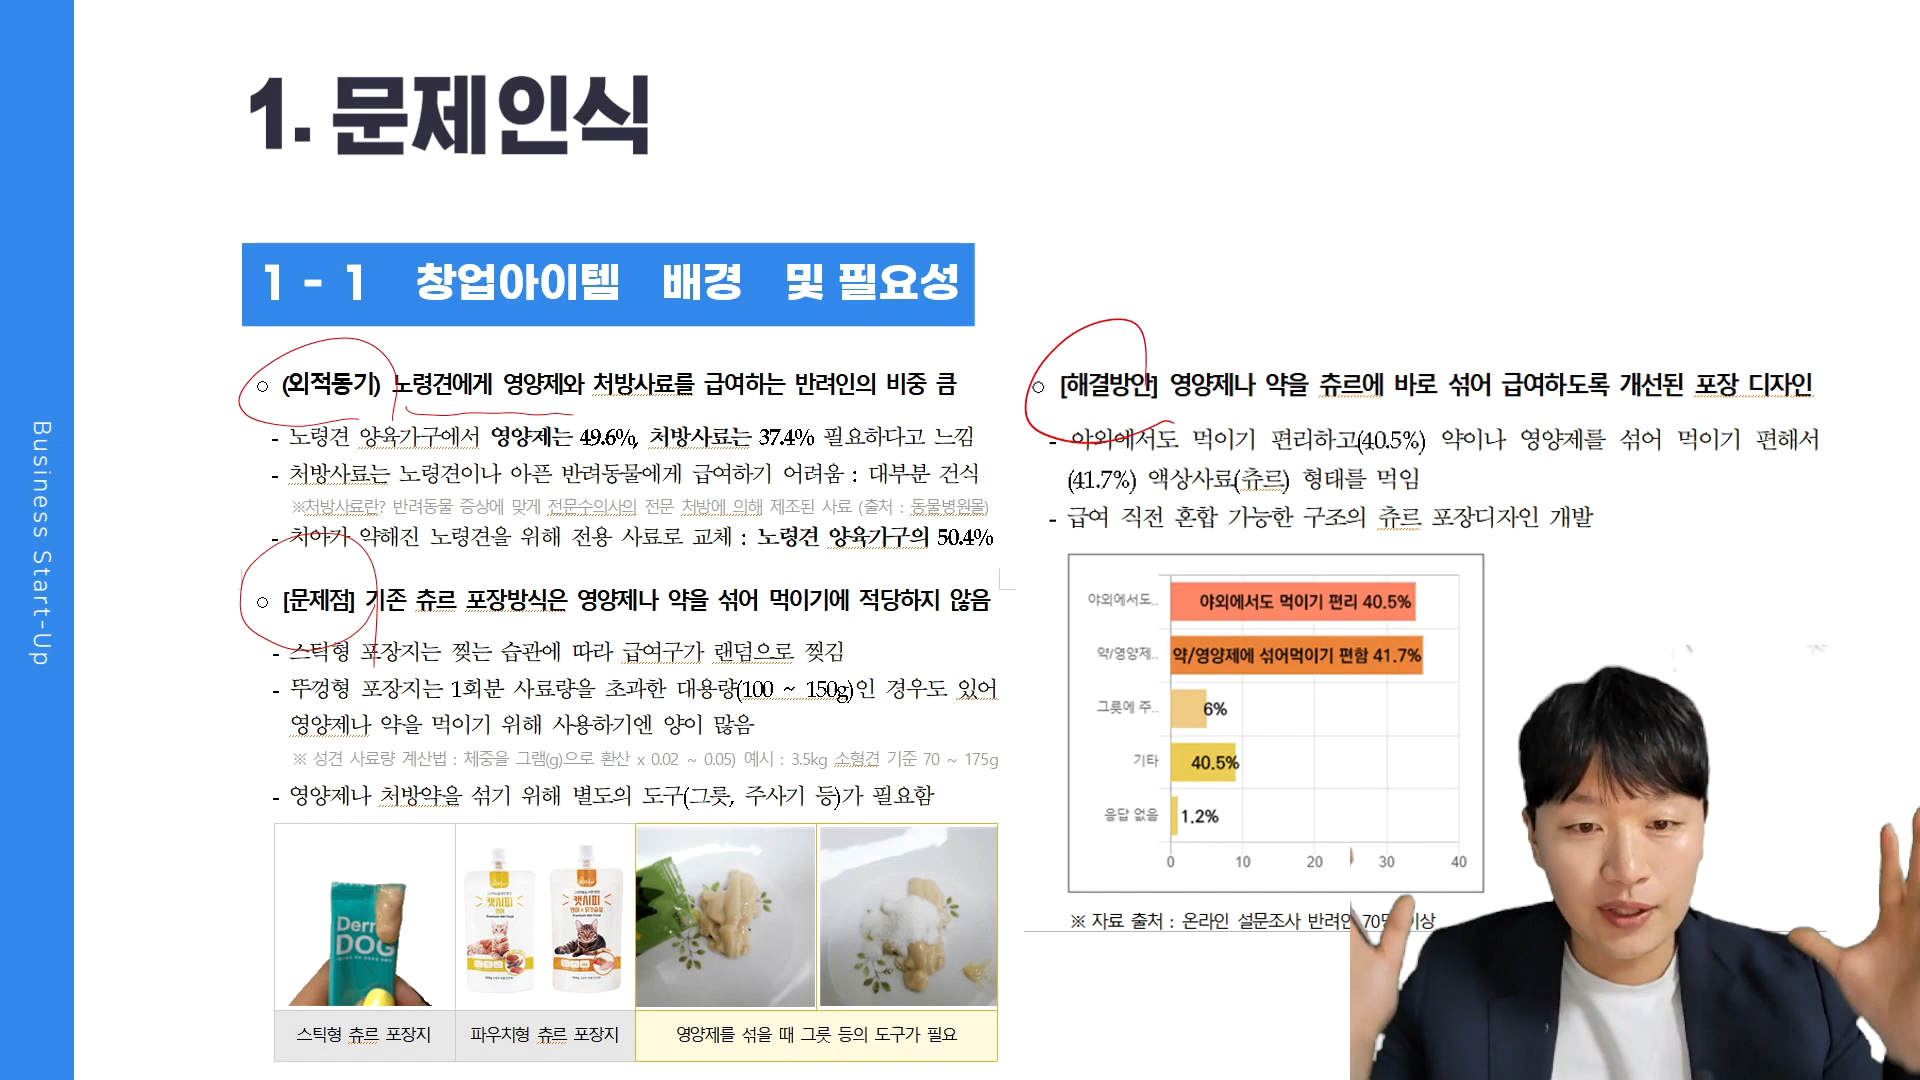 Business Start-Up
1. 문제인식
1 - 1 창업아이템 배경 및 필요성
○ (외적동기) 노령견에게 영양제와 처방사료를 급여하는 반려인의 비중 큼
- 노령견 양육가구에서 영양제는 49.6%, 처방사료는 37.4% 필요하다고 느낌
- 처방사료는 노령견이나 아픈 반려동물에게 급여하기 어려움 : 대부분 건식
※처방사료란? 반려동물 증상에 맞게 전문수의사의 전문 처방에 의해 제조된 사료 (출처 : 동물병원몰)
- 치아가 약해진 노령견을 위해 전용 사료로 교체 : 노령견 양육가구의 50.4%
○ [문제점] 기존 츄르 포장방식은 영양제나 약을 섞어 먹이기에 적당하지 않음
- 스틱형 포장지는 찢는 습관에 따라 급여구가 랜덤으로 찢김
- 뚜껑형 포장지는 1회분 사료량을 초과한 대용량(100 ~ 150g)인 경우도 있어
영양제나 약을 먹이기 위해 사용하기엔 양이 많음
※ 성견 사료량 계산법 : 체중을 그램(g)으로 환산 x 0.02 ~ 0.05) 예시 : 3.5kg 소형견 기준 70 ~ 175g
- 영양제나 처방약을 섞기 위해 별도의 도구(그릇, 주사기 등)가 필요함
DOG
캣시피
캣시피
스틱형 츄르 포장지
파우치형 츄르 포장지
영양제를 섞을 때 그릇 등의 도구가 필요
○ [해결방안] 영양제나 약을 츄르에 바로 섞어 급여하도록 개선된 포장 디자인
- 야외에서도 먹이기 편리하고(40.5%) 약이나 영양제를 섞어 먹이기 편해서
(41.7%) 액상사료(츄르) 형태를 먹임
- 급여 직전 혼합 가능한 구조의 츄르 포장디자인 개발
야외에서도.. 야외에서도 먹이기 편리 40.5%
약/영양제.. 약/영양제에 섞어먹이기 편함 41.7%
그릇에 주.. 6%
기타 40.5%
응답 없음 1.2%
0 10 20 30 40
※ 자료 출처 : 온라인 설문조사 반려인 70명 이상